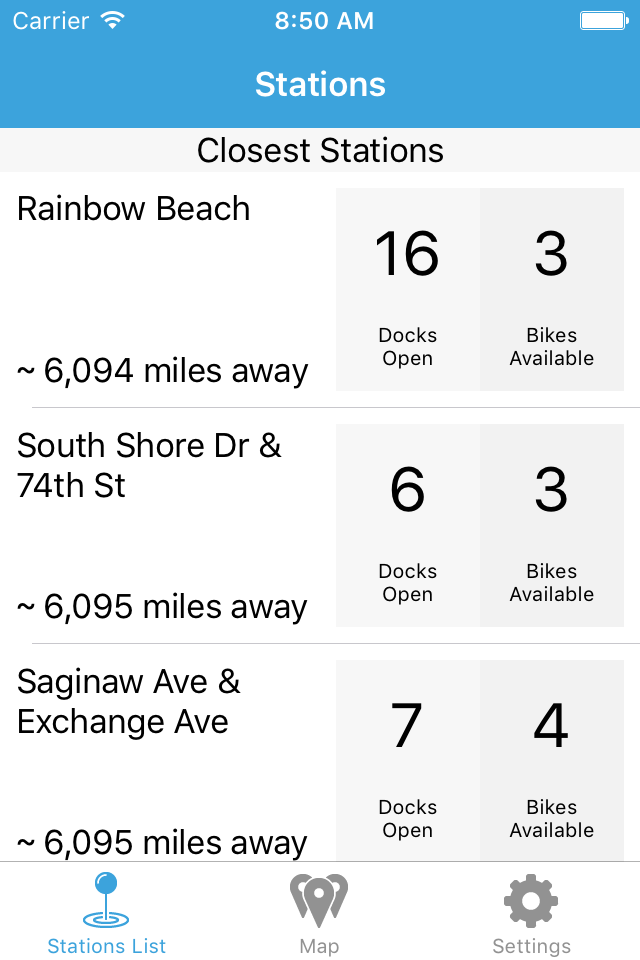 Carrier 8:50 AM
Stations
Closest Stations
Rainbow Beach
16 3
Docks Bikes
Open Available
~ 6,094 miles away
South Shore Dr &
74th St
6 3
Docks Bikes
Open Available
~ 6,095 miles away
Saginaw Ave &
Exchange Ave
7 4
Docks Bikes
Open Available
~ 6,095 miles away
Stations List Map Settings